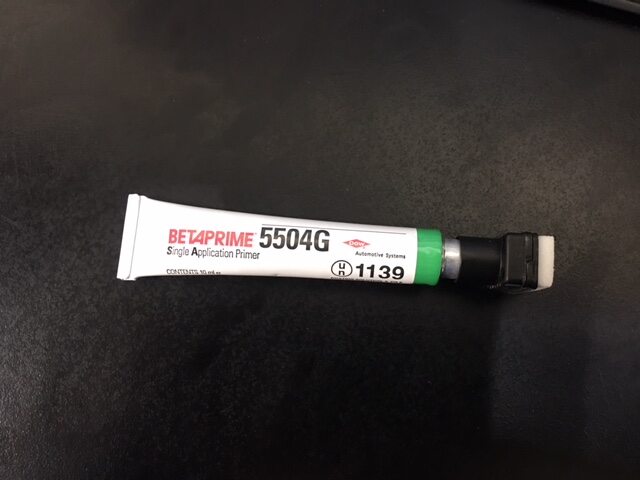 BETAPRIME® 5504G
Single Application Primer
DOW
Automotive Systems
un 1139
CONTENTS 10 ml e